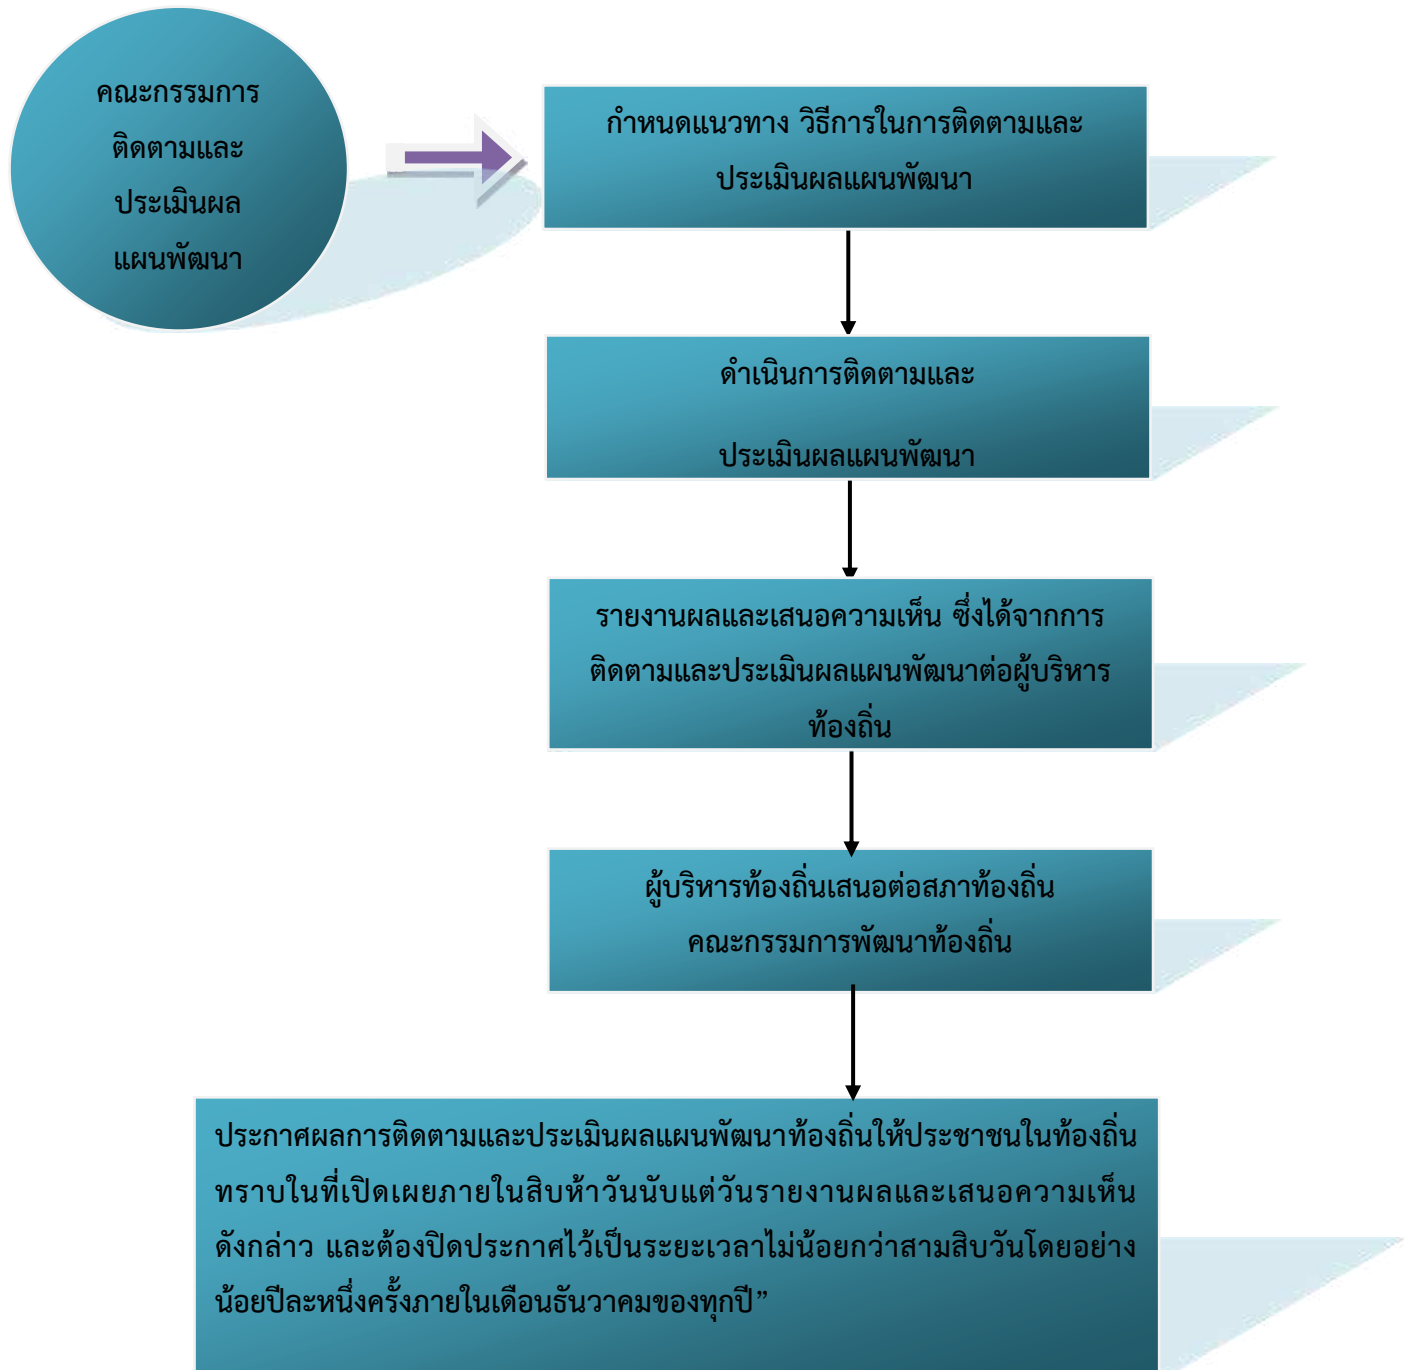 คณะกรรมการ
ติดตามและ
ประเมินผล
แผนพัฒนา
กำหนดแนวทาง วิธีการในการติดตามและ
ประเมินผลแผนพัฒนา
ดำเนินการติดตามและ
ประเมินผลแผนพัฒนา
รายงานผลและเสนอความเห็น ซึ่งได้จากการ
ติดตามและประเมินผลแผนพัฒนาต่อผู้บริหาร
ท้องถิ่น
ผู้บริหารท้องถิ่นเสนอต่อสภาท้องถิ่น
คณะกรรมการพัฒนาท้องถิ่น
ประกาศผลการติดตามและประเมินผลแผนพัฒนาท้องถิ่นให้ประชาชนในท้องถิ่น
ทราบในที่เปิดเผยภายในสิบห้าวันนับแต่วันรายงานผลและเสนอความเห็น
ดังกล่าว และต้องปิดประกาศไว้เป็นระยะเวลาไม่น้อยกว่าสามสิบวันโดยอย่าง
น้อยปีละหนึ่งครั้งภายในเดือนธันวาคมของทุกปี”